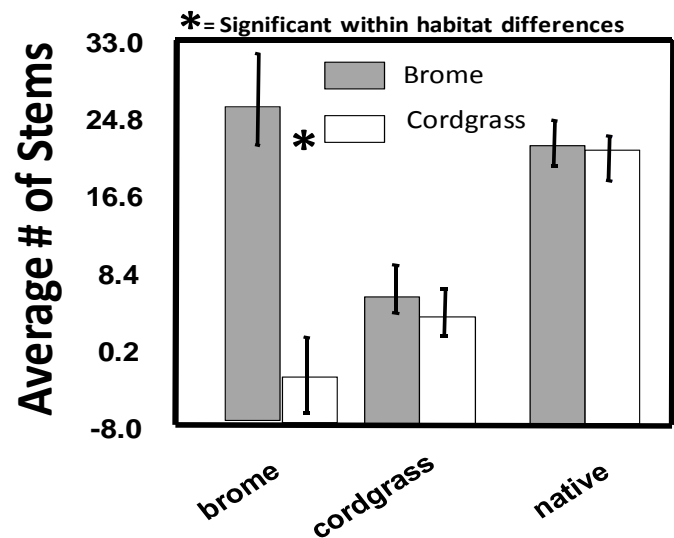 *= Significant within habitat differences
33.0
24.8
16.6
8.4
0.2
-8.0
Average # of Stems
Brome
Cordgrass
*
brome
cordgrass
native